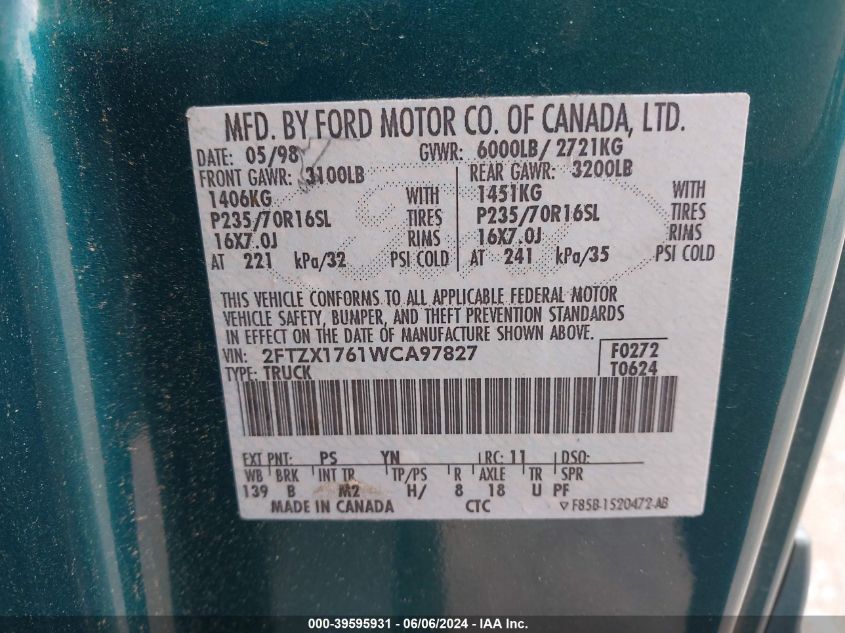 MFD. BY FORD MOTOR CO. OF CANADA, LTD.
DATE: 05/98 GVWR: 6000LB/ 2721KG
FRONT GAWR: 3100LB REAR GAWR: 3200LB
1406KG WITH 1451KG WITH
P235/70R16SL TIRES P235/70R16SL TIRES
16X7.0J RIMS 16X7.0J RIMS
AT 221 kPa/32 PSI COLD AT 241 kPa/35 PSI COLD
THIS VEHICLE CONFORMS TO ALL APPLICABLE FEDERAL MOTOR
VEHICLE SAFETY, BUMPER, AND THEFT PREVENTION STANDARDS
IN EFFECT ON THE DATE OF MANUFACTURE SHOWN ABOVE.
VIN: 2FTZX1761WCA97827 F0272
TYPE: TRUCK T0624
EXT PNT: PS YN RC: 11 DSO:
WB BRK INT TR TP/PS R AXLE TR SPR
139 B M2 H/ 8 18 U PF
MADE IN CANADA CTC ▽ F85B-1520472-AB
000-39595931 - 06/06/2024 - IAA Inc.